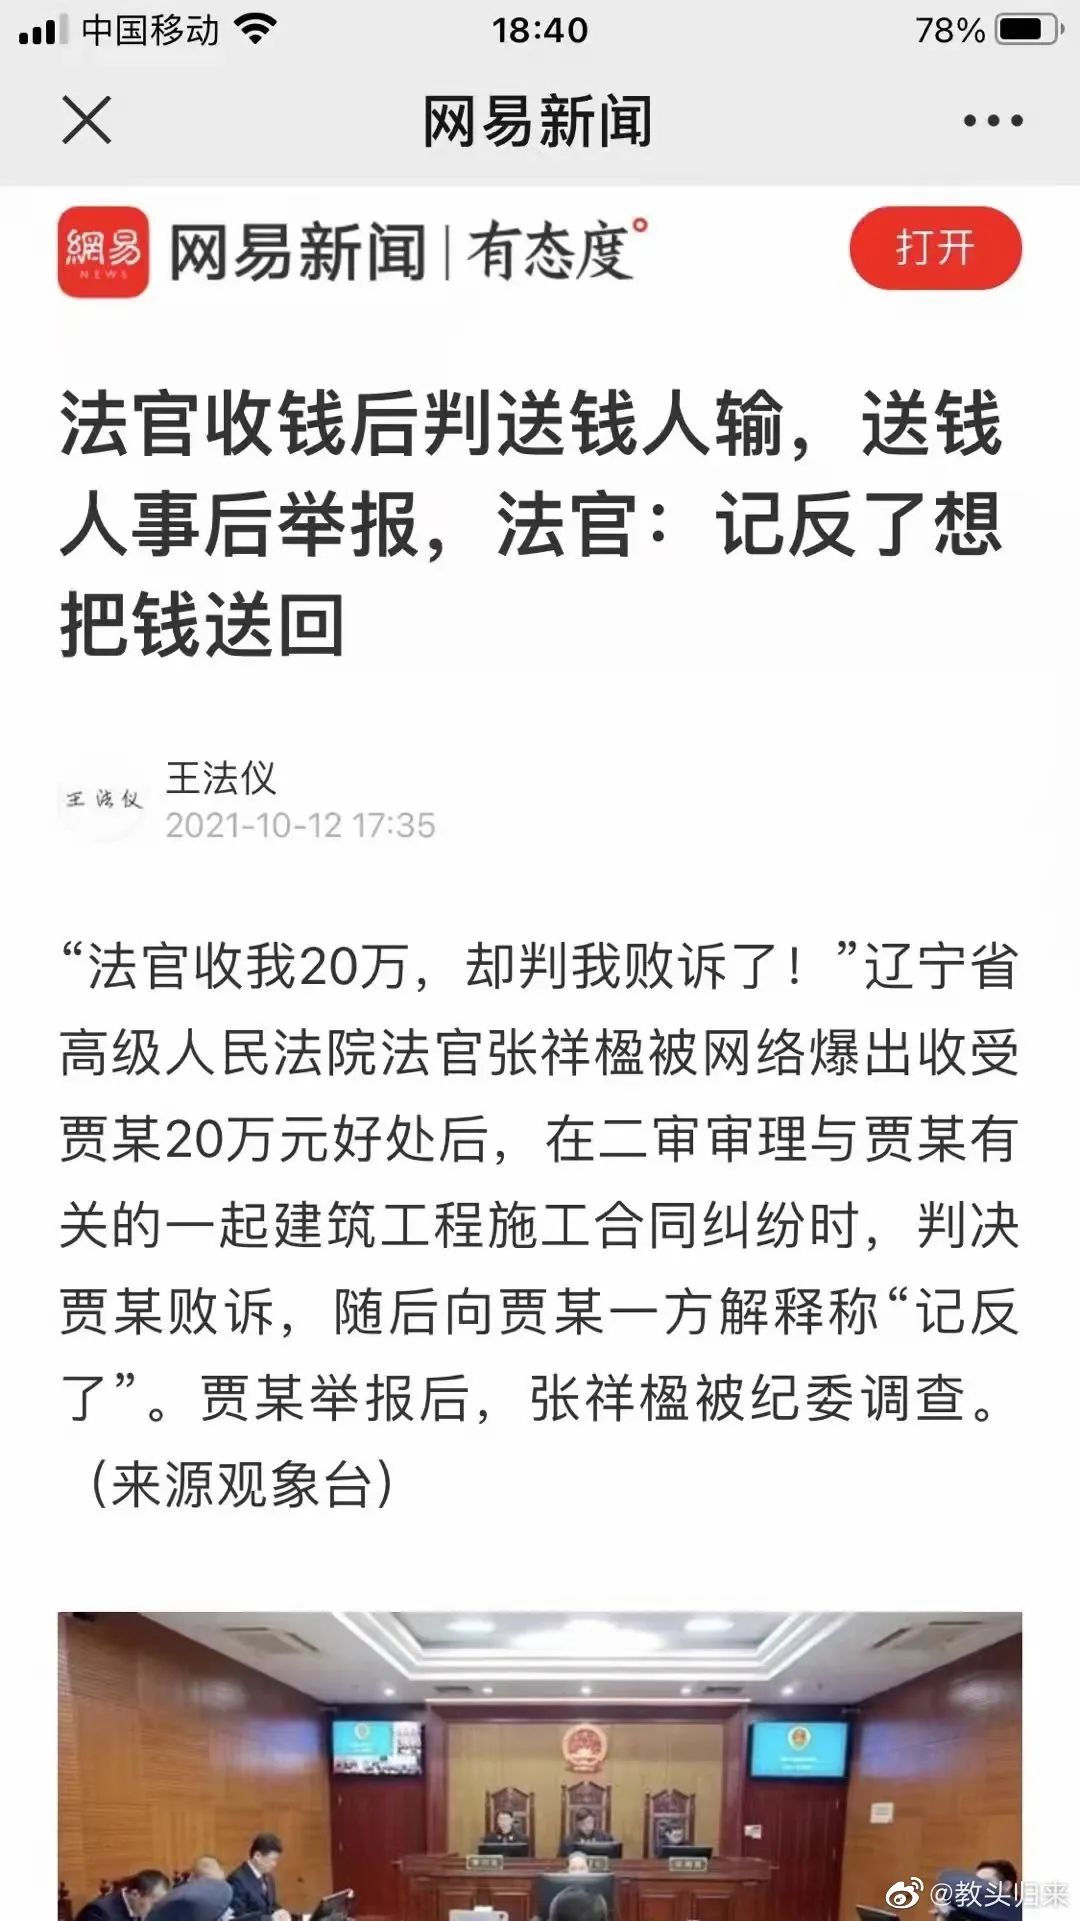 中国移动
18:40
78%
网易新闻
網易
NEWS
网易新闻 | 有态度°
打开
法官收钱后判送钱人输，送钱
人事后举报，法官：记反了想
把钱送回
王法仪
王法仪
2021-10-12 17:35
“法官收我20万，却判我败诉了！”辽宁省
高级人民法院法官张祥楹被网络爆出收受
贾某20万元好处后，在二审审理与贾某有
关的一起建筑工程施工合同纠纷时，判决
贾某败诉，随后向贾某一方解释称“记反
了”。贾某举报后，张祥楹被纪委调查。
（来源观象台）
@教头归来